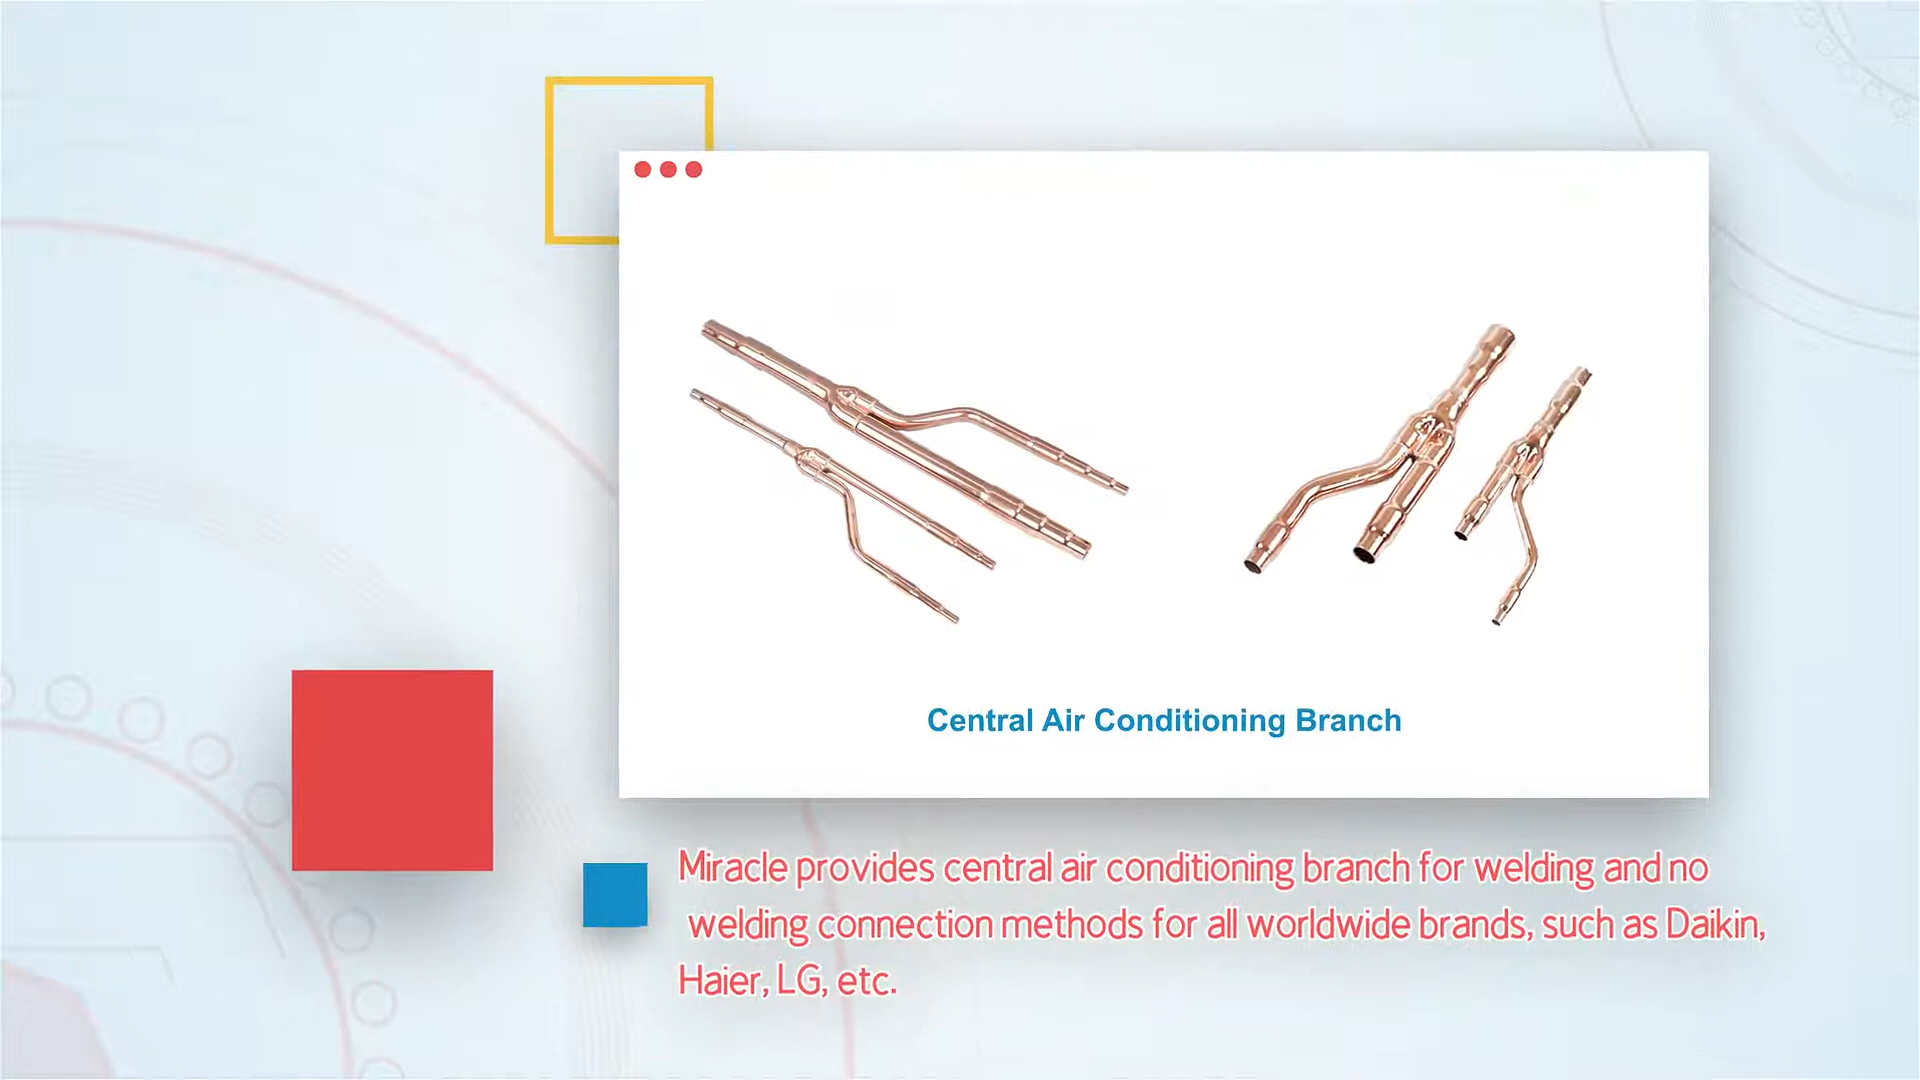 Central Air Conditioning Branch
Miracle provides central air conditioning branch for welding and no
welding connection methods for all worldwide brands, such as Daikin,
Haier, LG, etc.